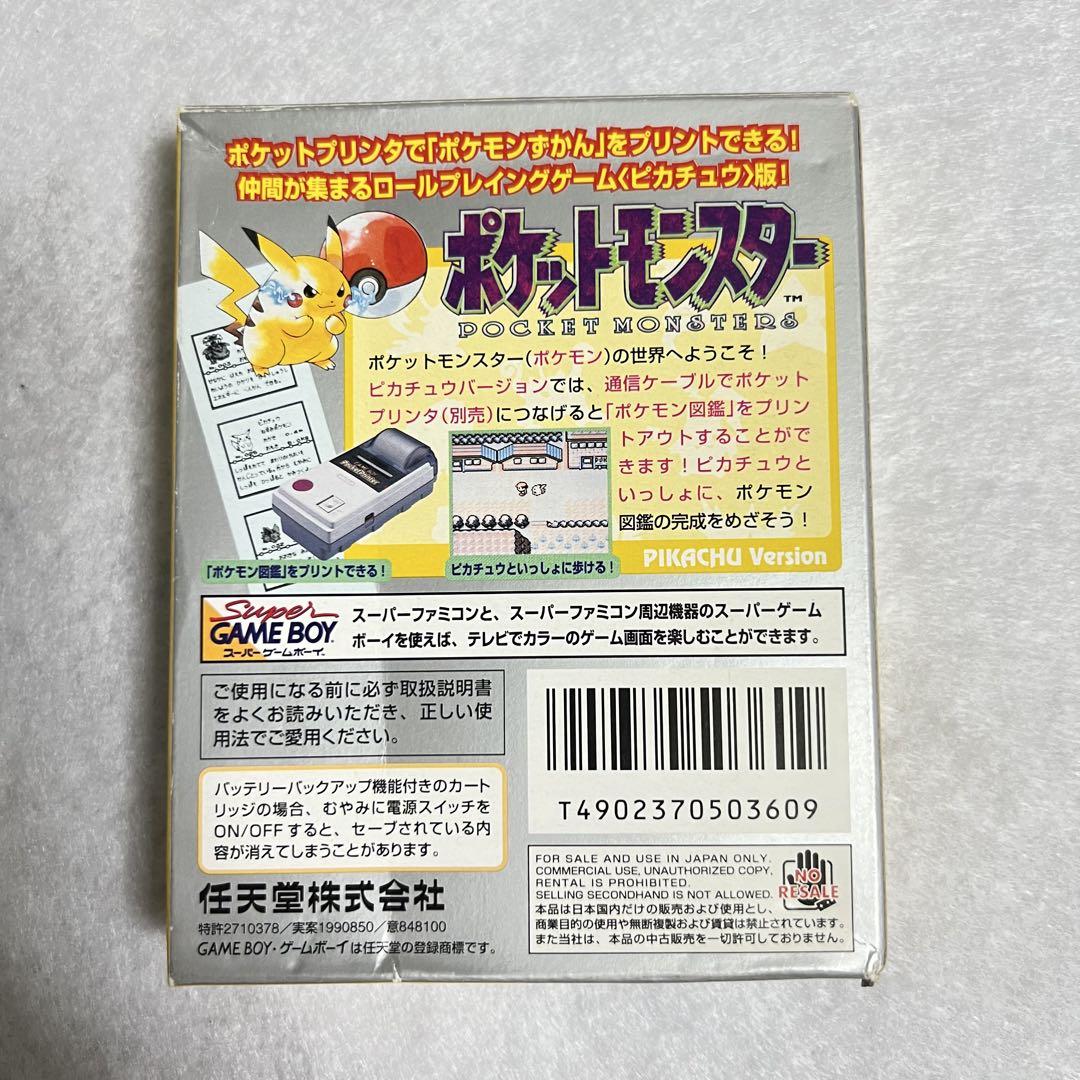 ポケットプリンタで「ポケモンずかん」をプリントできる!
仲間が集まるロールプレイングゲーム〈ピカチュウ〉版!
ポケットモンスター
TM
POCKET MONSTERS
ポケットモンスター(ポケモン)の世界へようこそ!
ピカチュウバージョンでは、通信ケーブルでポケット
プリンタ(別売)につなげると「ポケモン図鑑」をプリン
トアウトすることがで
きます!ピカチュウと
いっしょに、ポケモン
図鑑の完成をめざそう!
PIKACHU Version
「ポケモン図鑑」をプリントできる!
ピカチュウといっしょに歩ける!
Super
GAME BOY
スーパーゲームボーイ
スーパーファミコンと、スーパーファミコン周辺機器のスーパーゲーム
ボーイを使えば、テレビでカラーのゲーム画面を楽しむことができます。
ご使用になる前に必ず取扱説明書
をよくお読みいただき、正しい使
用法でご愛用ください。
バッテリーバックアップ機能付きのカート
リッジの場合、むやみに電源スイッチを
ON/OFFすると、セーブされている内
容が消えてしまうことがあります。
任天堂株式会社
特許2710378/実案1990850/意848100
GAME BOY・ゲームボーイは任天堂の登録商標です。
T4902370503609
FOR SALE AND USE IN JAPAN ONLY.
COMMERCIAL USE, UNAUTHORIZED COPY,
RENTAL IS PROHIBITED.
SELLING SECONDHAND IS NOT ALLOWED.
NO
RESALE
本品は日本国内だけの販売および使用とし、
商業目的の使用や無断複製および賃貸は禁止されています。
また当社は、本品の中古販売を一切許可しておりません。